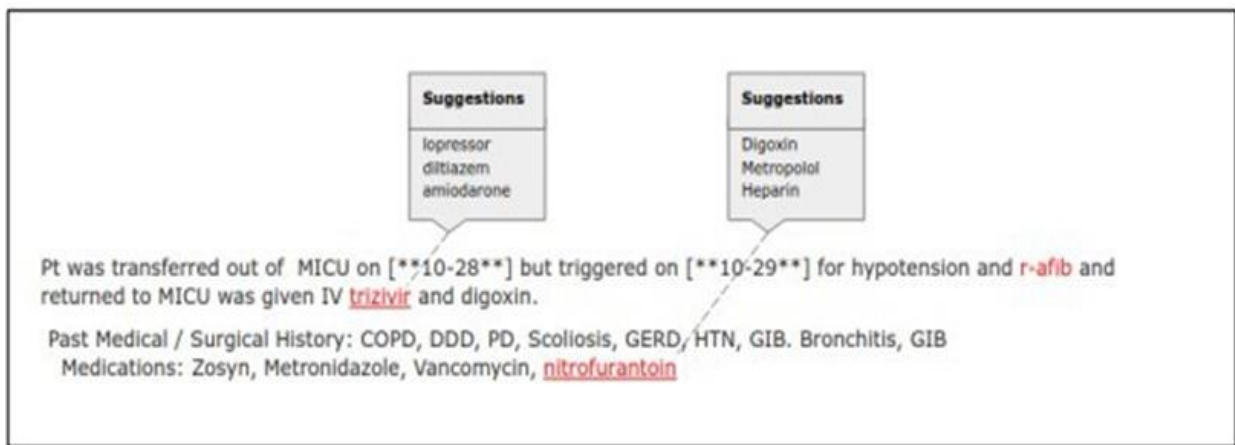 Suggestions
lopressor
diltiazem
amiodarone
Suggestions
Digoxin
Metropolol
Heparin
Pt was transferred out of MICU on [**10-28**] but triggered on [**10-29**] for hypotension and r-afib and
returned to MICU was given IV trizivir and digoxin.
Past Medical / Surgical History: COPD, DDD, PD, Scoliosis, GERD, HTN, GIB. Bronchitis, GIB
Medications: Zosyn, Metronidazole, Vancomycin, nitrofurantoin